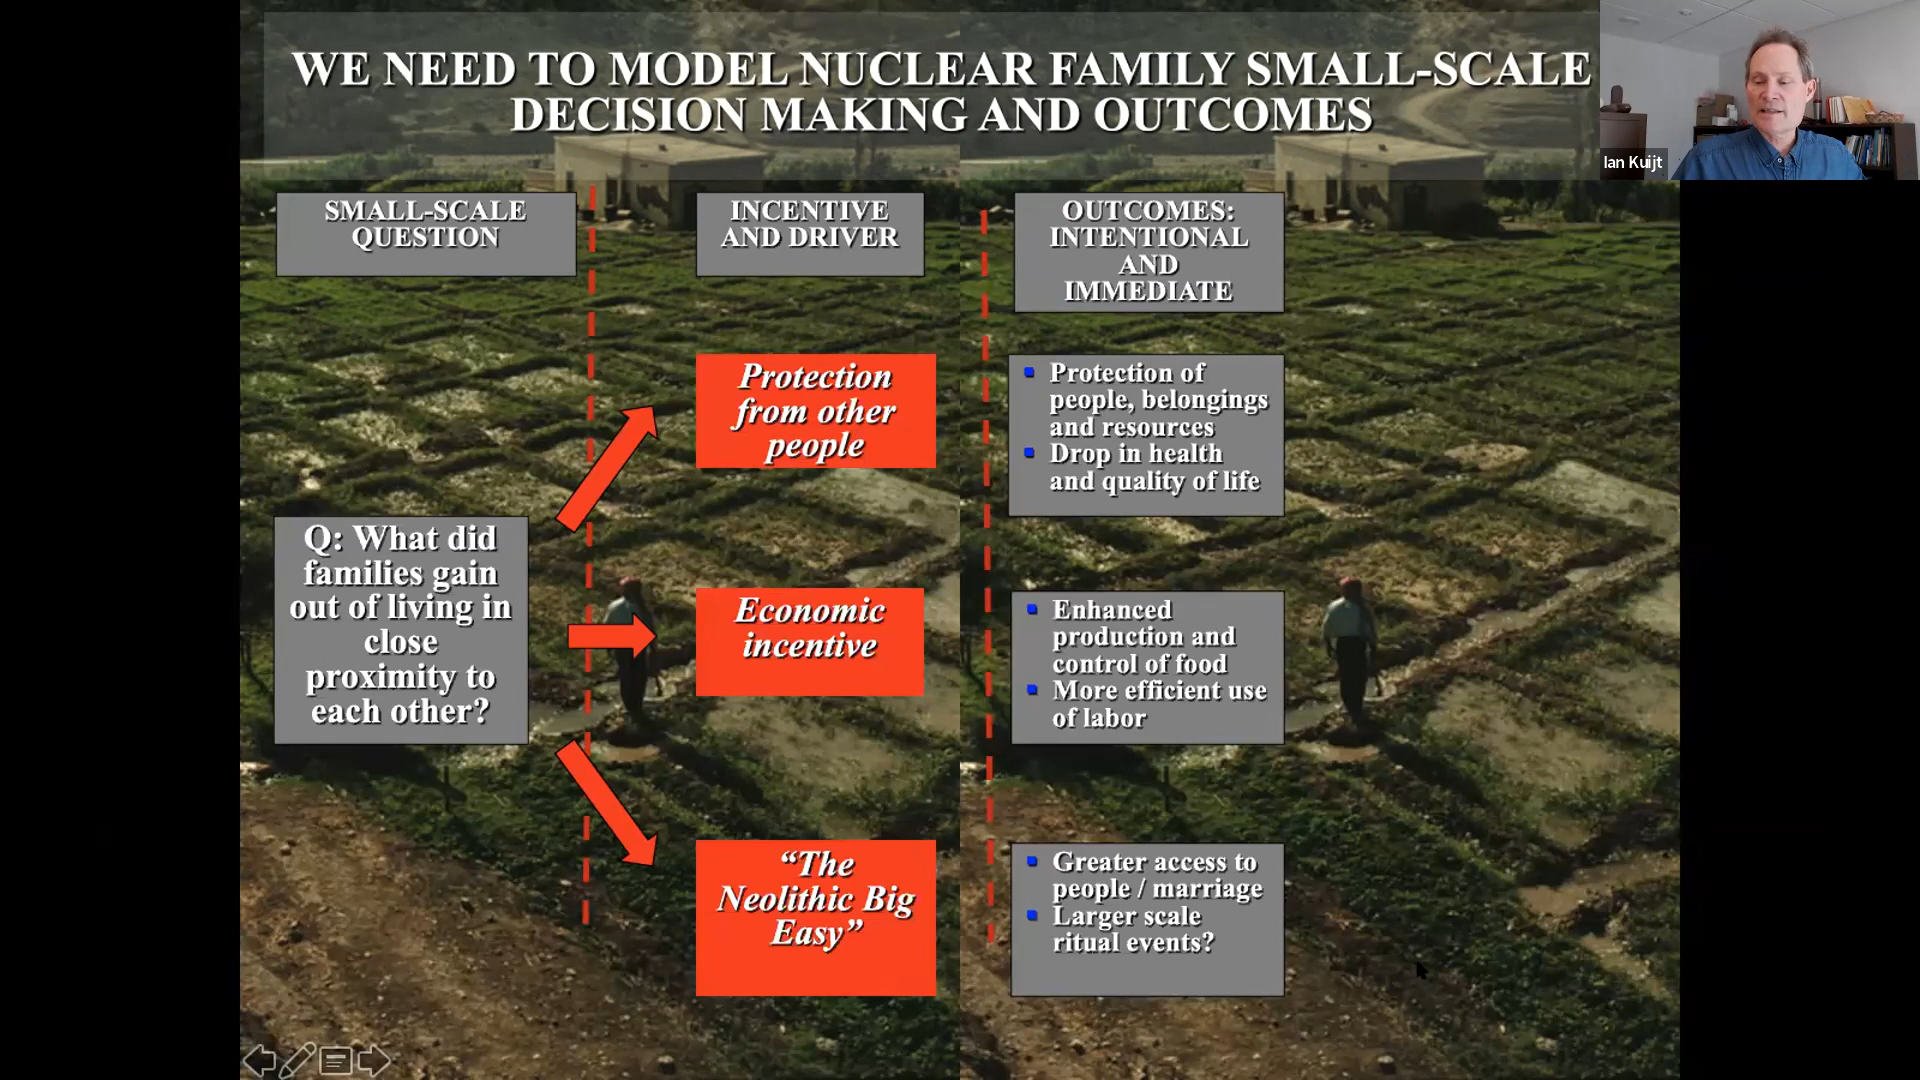 WE NEED TO MODEL NUCLEAR FAMILY SMALL-SCALE
DECISION MAKING AND OUTCOMES
Ian Kuijt
SMALL-SCALE
QUESTION
INCENTIVE
AND DRIVER
OUTCOMES:
INTENTIONAL
AND
IMMEDIATE
Q: What did
families gain
out of living in
close
proximity to
each other?
Protection
from other
people
Protection of
people, belongings
and resources
Drop in health
and quality of life
Economic
incentive
Enhanced
production and
control of food
More efficient use
of labor
“The
Neolithic Big
Easy”
Greater access to
people / marriage
Larger scale
ritual events?